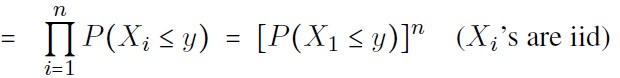 = ∏_{i=1}^{n} P(X_i ≤ y) = [P(X_1 ≤ y)]^n (X_i's are iid)